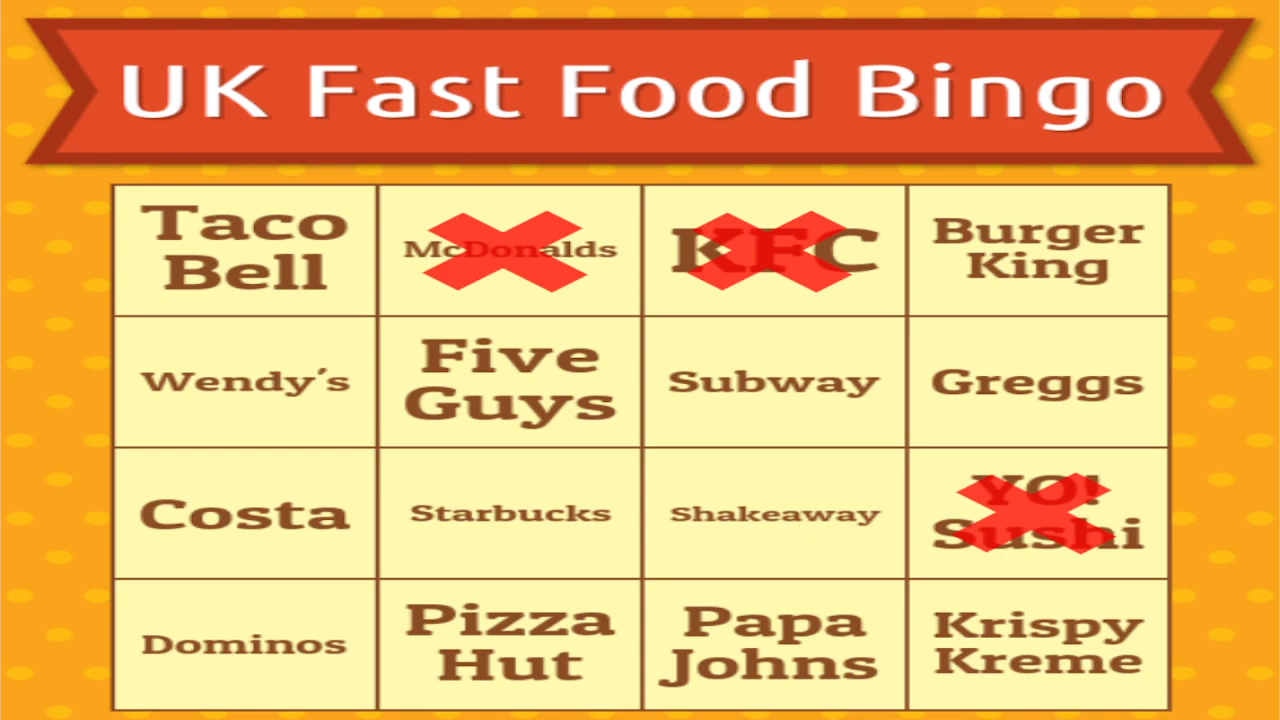 UK Fast Food Bingo
Taco
Bell
McDonalds
KFC
Burger
King
Wendy's
Five
Guys
Subway
Greggs
Costa
Starbucks
Shakeaway
YO!
Sushi
Dominos
Pizza
Hut
Papa
Johns
Krispy
Kreme